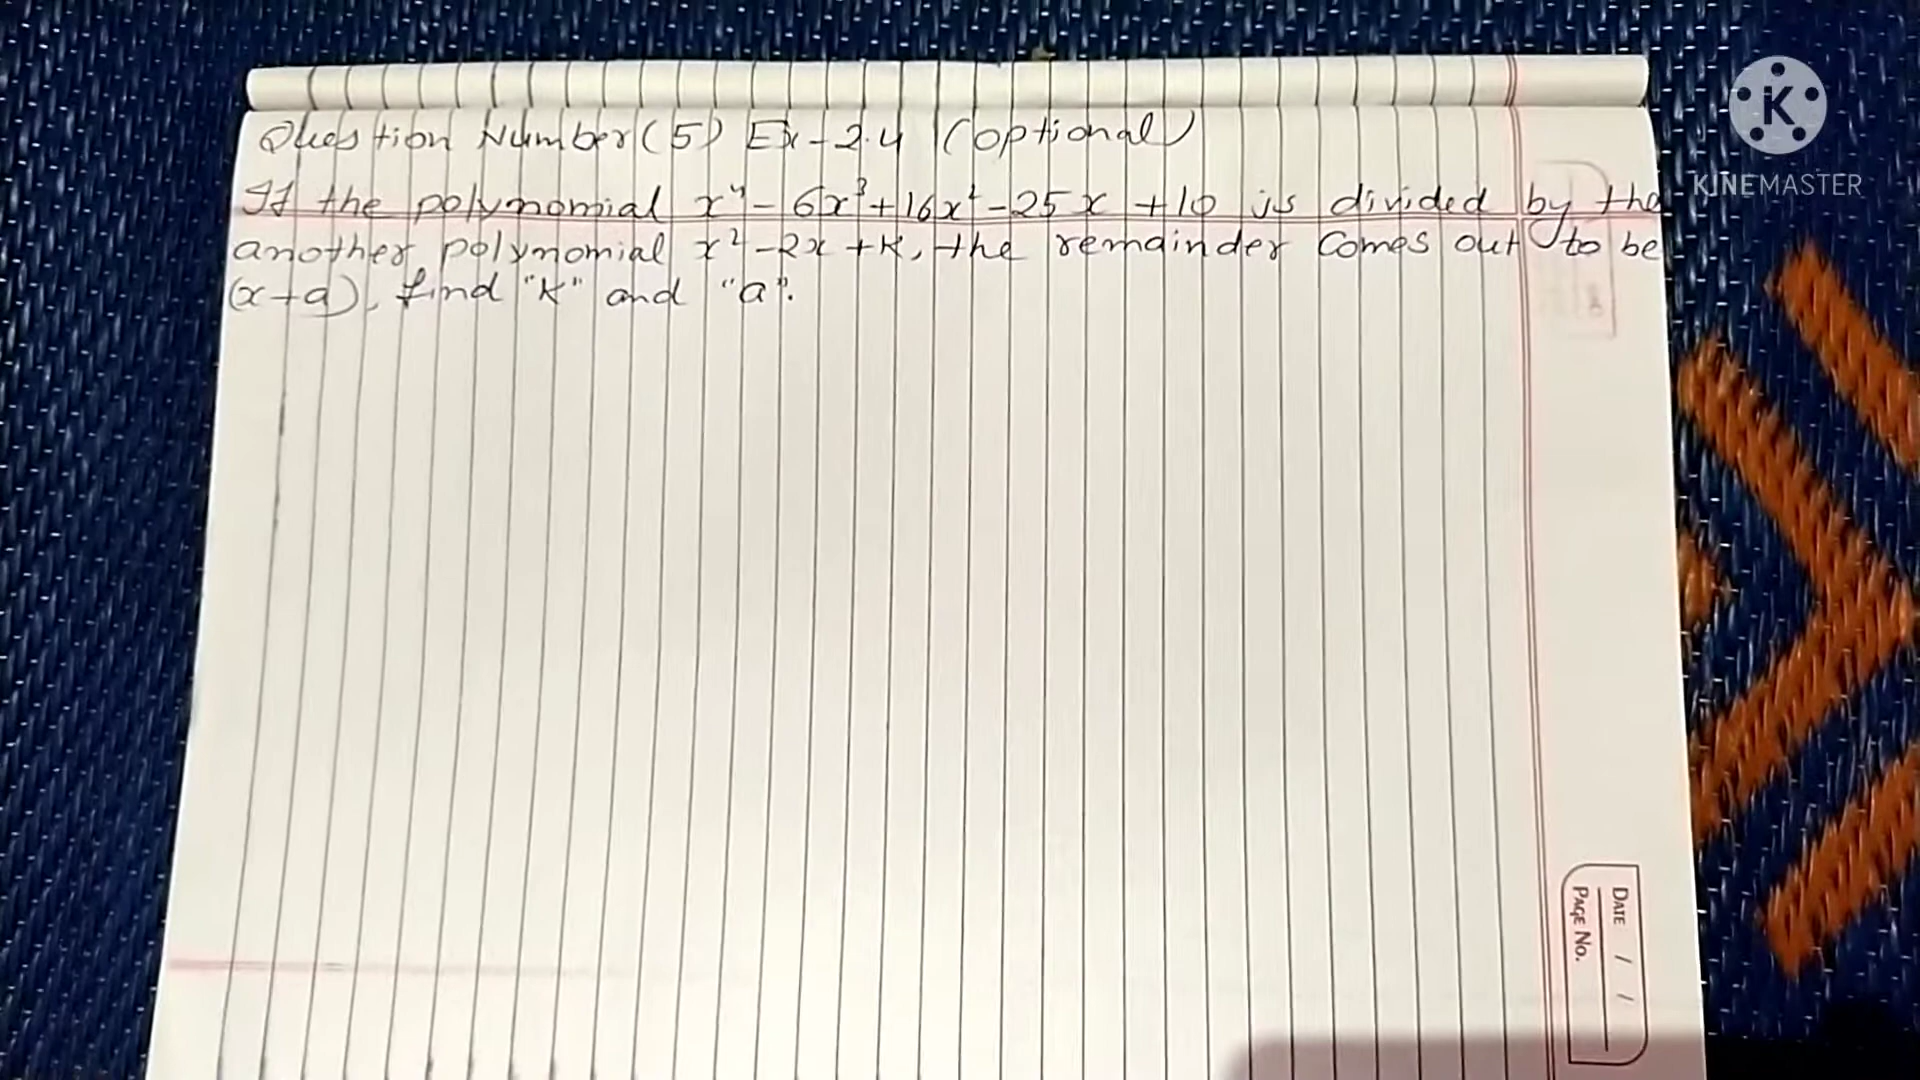 Question Number (5) Ex-2.4 (optional)
If the polynomial x⁴ - 6x³ + 16x² - 25x + 10 is divided by the
another polynomial x² - 2x + K, the remainder comes out to be
(x+a), find "K" and "a".
K
KINEMASTER
DATE / /
PAGE NO.